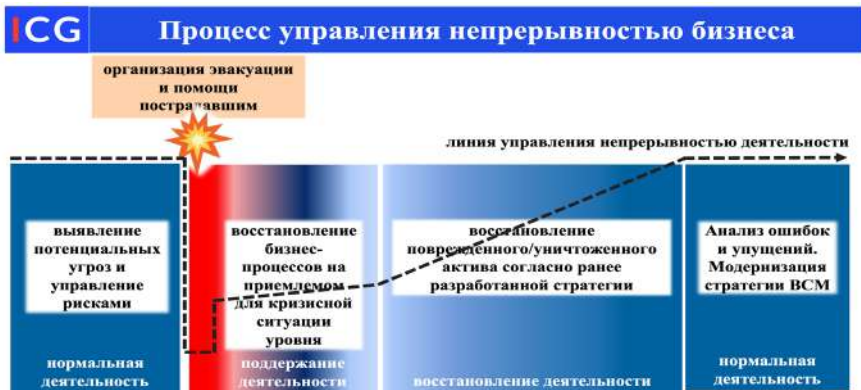 ICG
Процесс управления непрерывностью бизнеса
организация эвакуации
и помощи
пострадавшим
линия управления непрерывностью деятельности
выявление
потенциальных
угроз и
управление
рисками
восстановление
бизнес-
процессов на
приемлемом
для кризисной
ситуации
уровня
восстановление
поврежденного/уничтоженного
актива согласно ранее
разработанной стратегии
Анализ ошибок
и упущений.
Модернизация
стратегии ВСМ
нормальная
деятельность
поддержание
деятельности
восстановление деятельности
нормальная
деятельность